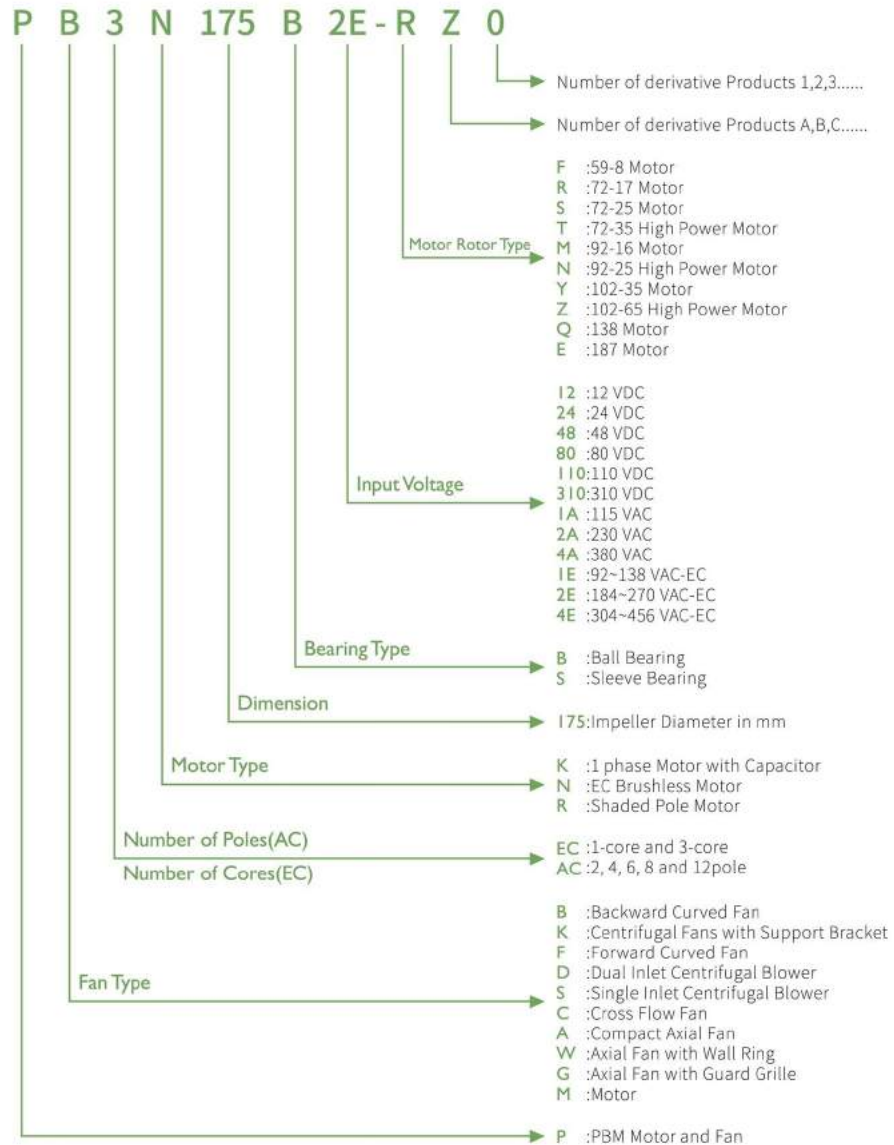 P B 3 N 175 B 2E - R Z 0
Number of derivative Products 1,2,3......
Number of derivative Products A,B,C......
Motor Rotor Type
F :59-8 Motor
R :72-17 Motor
S :72-25 Motor
T :72-35 High Power Motor
M :92-16 Motor
N :92-25 High Power Motor
Y :102-35 Motor
Z :102-65 High Power Motor
Q :138 Motor
E :187 Motor
Input Voltage
12 :12 VDC
24 :24 VDC
48 :48 VDC
80 :80 VDC
110:110 VDC
310:310 VDC
1A :115 VAC
2A :230 VAC
4A :380 VAC
1E :92~138 VAC-EC
2E :184~270 VAC-EC
4E :304~456 VAC-EC
Bearing Type
B :Ball Bearing
S :Sleeve Bearing
Dimension
175:Impeller Diameter in mm
Motor Type
K :1 phase Motor with Capacitor
N :EC Brushless Motor
R :Shaded Pole Motor
Number of Poles(AC)
Number of Cores(EC)
EC :1-core and 3-core
AC :2, 4, 6, 8 and 12pole
Fan Type
B :Backward Curved Fan
K :Centrifugal Fans with Support Bracket
F :Forward Curved Fan
D :Dual Inlet Centrifugal Blower
S :Single Inlet Centrifugal Blower
C :Cross Flow Fan
A :Compact Axial Fan
W :Axial Fan with Wall Ring
G :Axial Fan with Guard Grille
M :Motor
P :PBM Motor and Fan